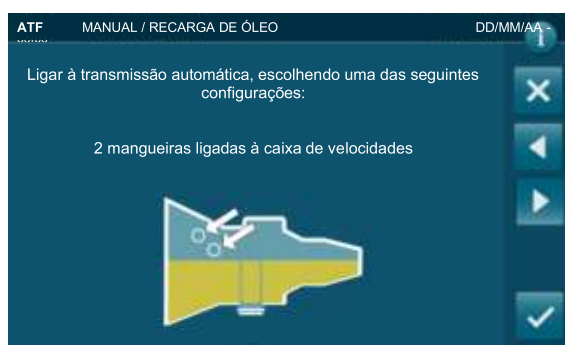 ATF MANUAL / RECARGA DE ÓLEO DD/MM/AA -
Ligar à transmissão automática, escolhendo uma das seguintes
configurações:
2 mangueiras ligadas à caixa de velocidades